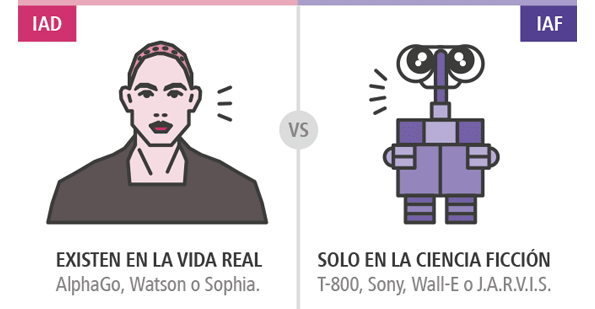 IAD
IAF
VS
EXISTEN EN LA VIDA REAL
AlphaGo, Watson o Sophia.
SOLO EN LA CIENCIA FICCIÓN
T-800, Sony, Wall-E o J.A.R.V.I.S.